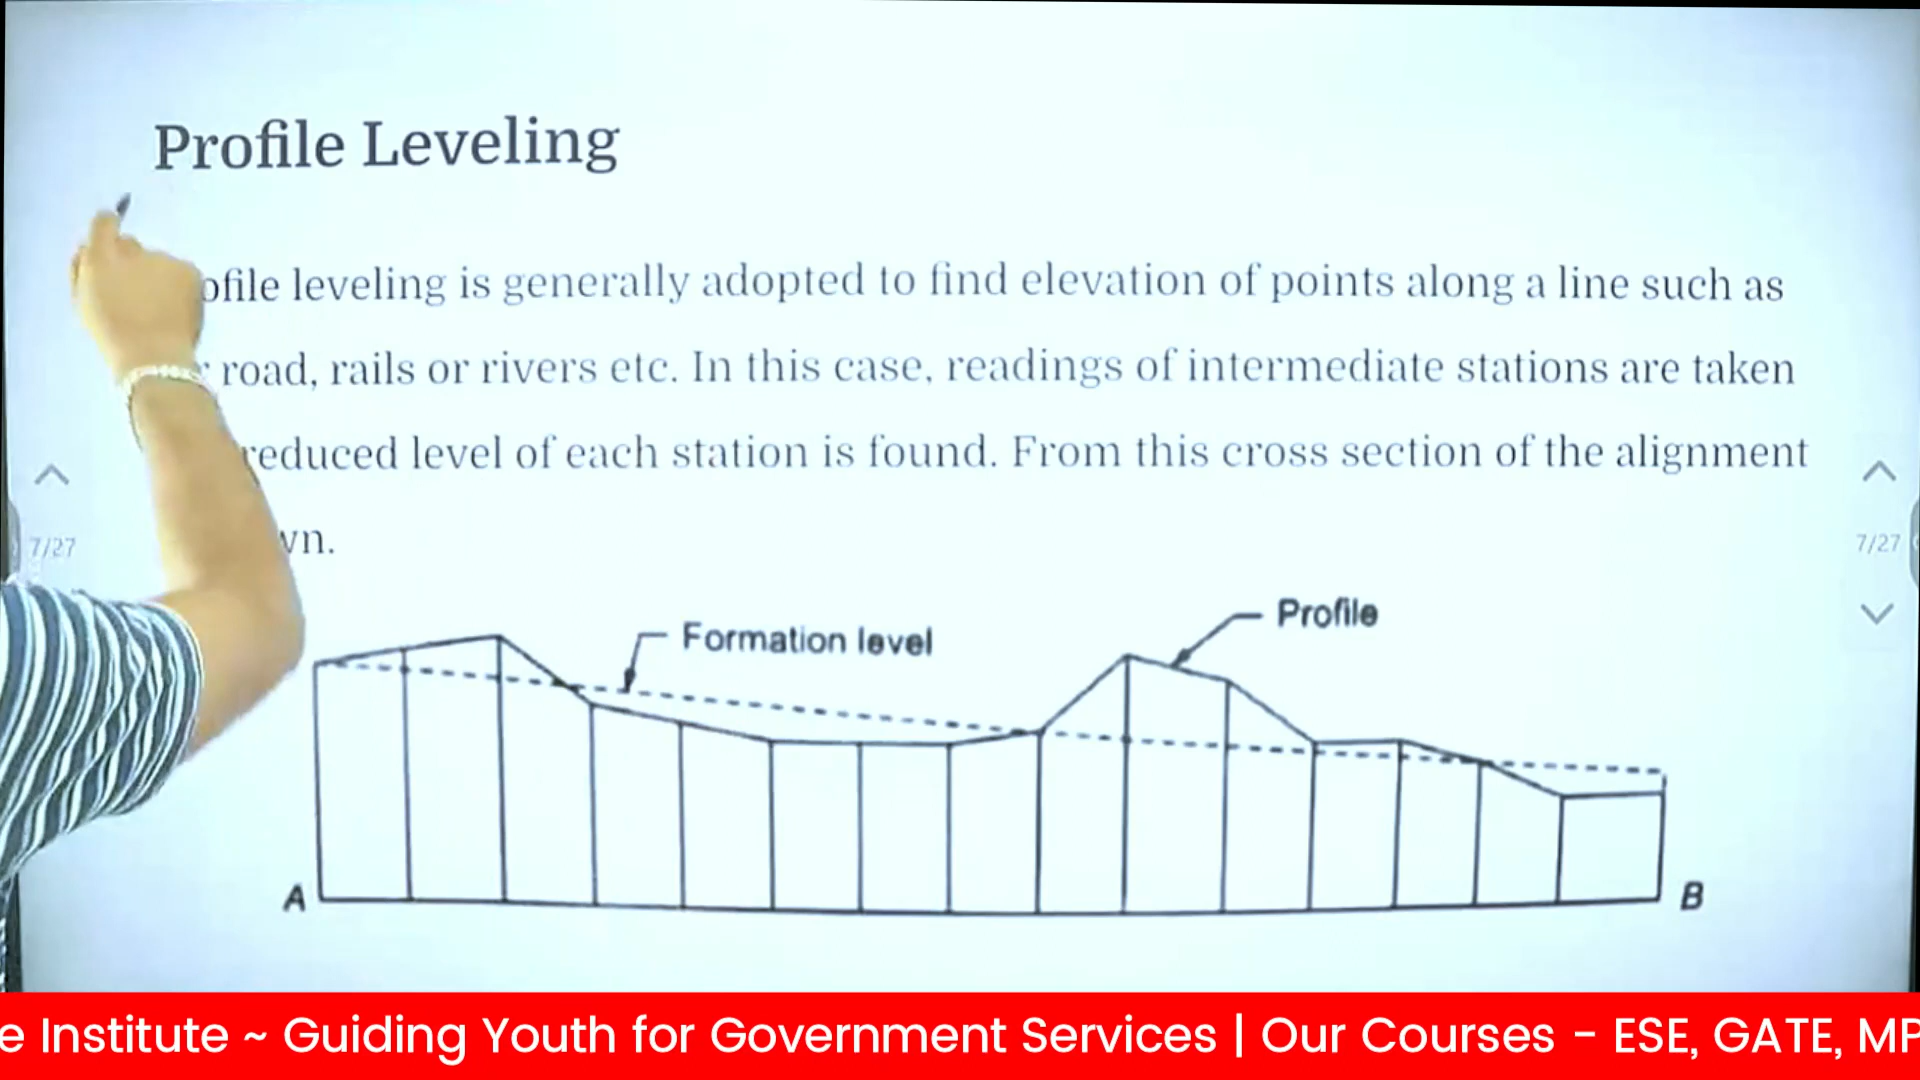 Profile Leveling
ofile leveling is generally adopted to find elevation of points along a line such as
road, rails or rivers etc. In this case, readings of intermediate stations are taken
reduced level of each station is found. From this cross section of the alignment
wn.
7/27
7/27
Formation level
Profile
A
B
e Institute ~ Guiding Youth for Government Services | Our Courses - ESE, GATE, MP